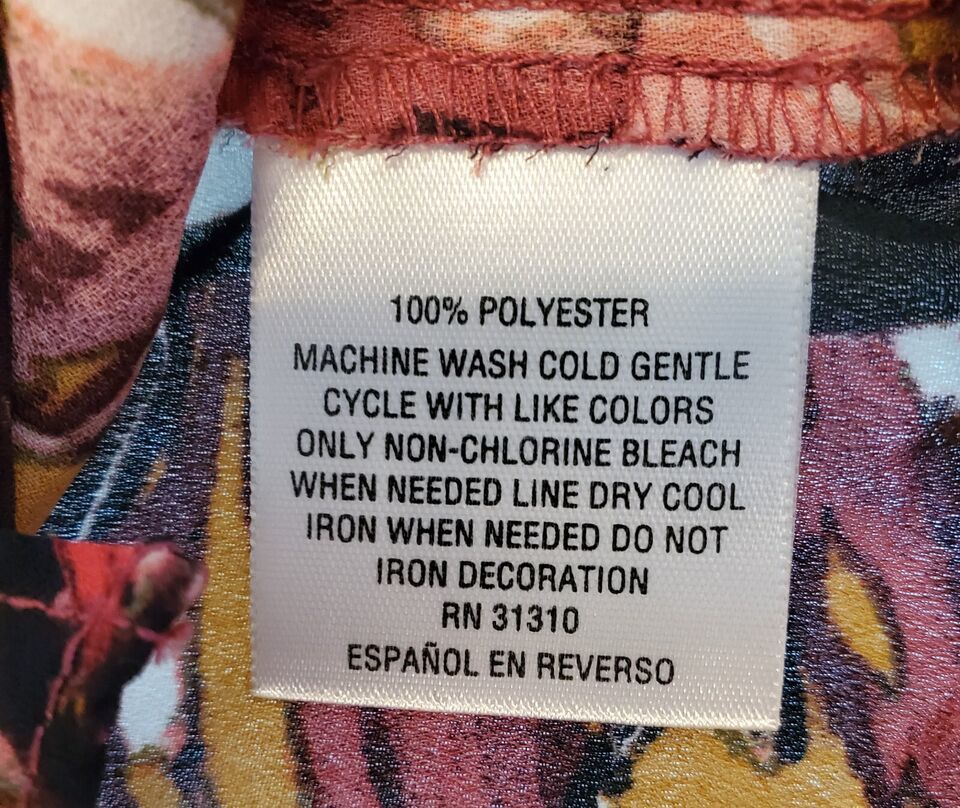 100% POLYESTER
MACHINE WASH COLD GENTLE
CYCLE WITH LIKE COLORS
ONLY NON-CHLORINE BLEACH
WHEN NEEDED LINE DRY COOL
IRON WHEN NEEDED DO NOT
IRON DECORATION
RN 31310
ESPAÑOL EN REVERSO